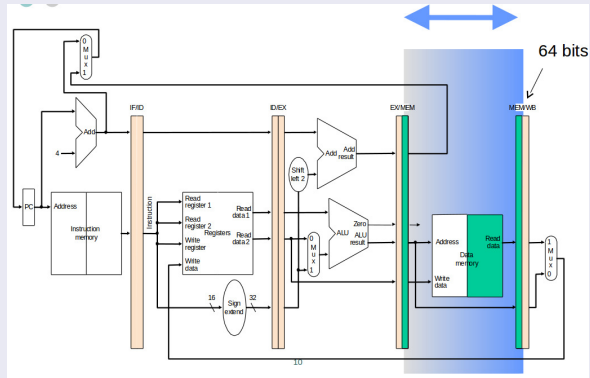 64 bits
0
M
u
x
1
IF/ID
ID/EX
EX/MEM
MEM/WB
Add
4
Shift
left 2
Add Add
result
PC
Address
Instruction
memory
Instruction
Read
register 1
Read
register 2
Write
register
Write
data
Registers
Read
data 1
Read
data 2
0
M
u
x
1
Zero
ALU
ALU
result
Address
Write
data
Read
data
Data
memory
1
M
u
x
0
16
Sign
extend
32
10